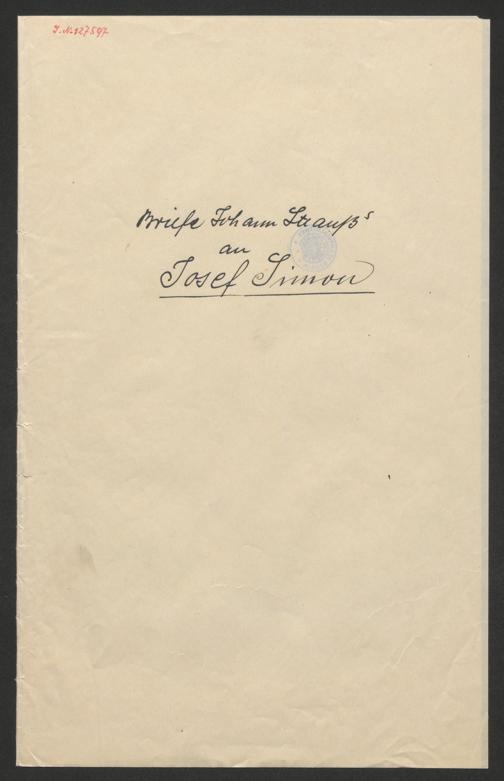 I.N. 127597
Briefe Johann Strauß's
an
Josef Simon